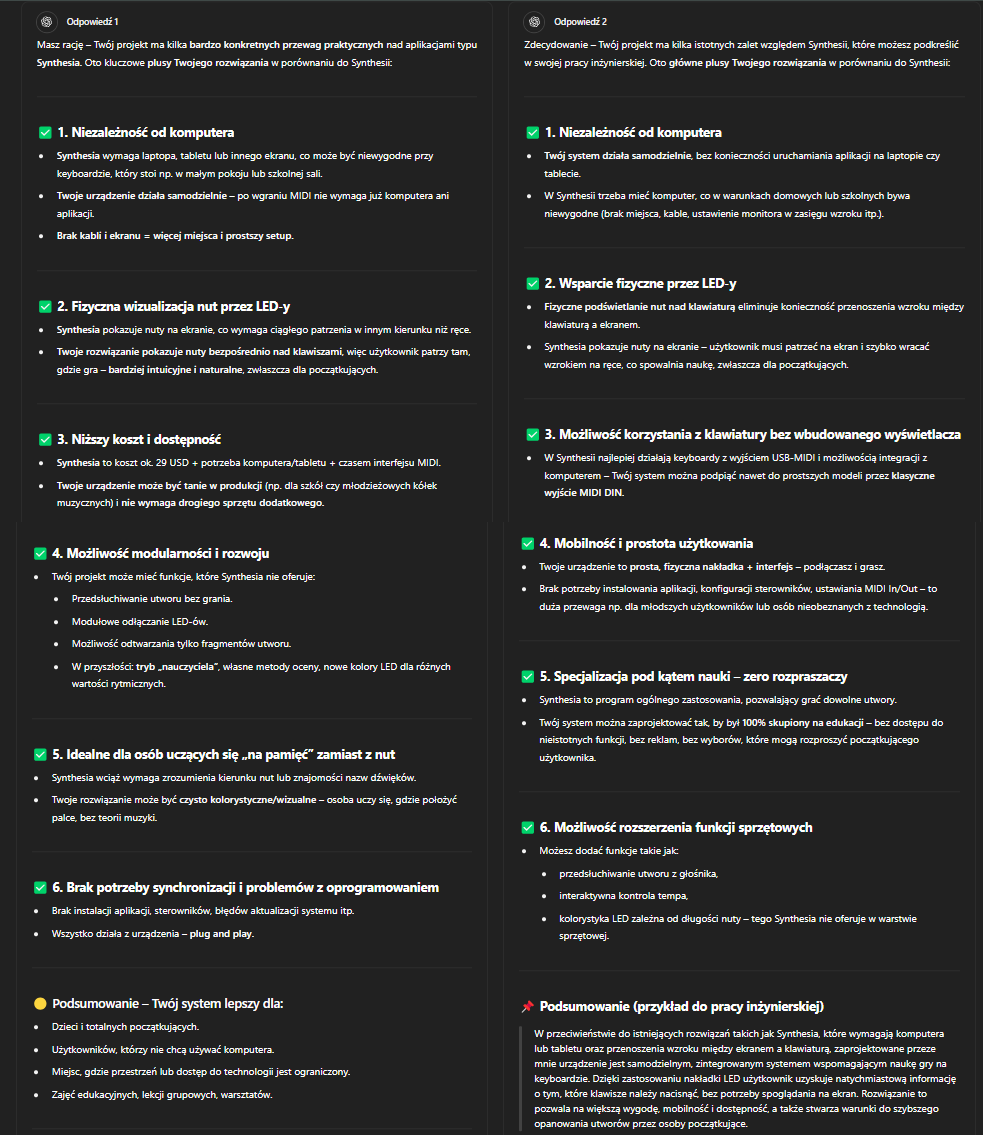 Odpowiedź 1
Masz rację – Twój projekt ma kilka bardzo konkretnych przewag praktycznych nad aplikacjami typu
Synthesia. Oto kluczowe plusy Twojego rozwiązania w porównaniu do Synthesii:
✅ 1. Niezależność od komputera
• Synthesia wymaga laptopa, tabletu lub innego ekranu, co może być niewygodne przy
keyboardzie, który stoi np. w małym pokoju lub szkolnej sali.
• Twoje urządzenie działa samodzielnie – po wgraniu MIDI nie wymaga już komputera ani
aplikacji.
• Brak kabli i ekranu = więcej miejsca i prostszy setup.
✅ 2. Fizyczna wizualizacja nut przez LED-y
• Synthesia pokazuje nuty na ekranie, co wymaga ciągłego patrzenia w innym kierunku niż ręce.
• Twoje rozwiązanie pokazuje nuty bezpośrednio nad klawiszami, więc użytkownik patrzy tam,
gdzie gra – bardziej intuicyjne i naturalne, zwłaszcza dla początkujących.
✅ 3. Niższy koszt i dostępność
• Synthesia to koszt ok. 29 USD + potrzeba komputera/tabletu + czasem interfejsu MIDI.
• Twoje urządzenie może być tanie w produkcji (np. dla szkół czy młodzieżowych kółek
muzycznych) i nie wymaga drogiego sprzętu dodatkowego.
✅ 4. Możliwość modularności i rozwoju
• Twój projekt może mieć funkcje, które Synthesia nie oferuje:
• Przedsłuchiwanie utworu bez grania.
• Modułowe odłączanie LED-ów.
• Możliwość odtwarzania tylko fragmentów utworu.
• W przyszłości: tryb „nauczyciela”, własne metody oceny, nowe kolory LED dla różnych
wartości rytmicznych.
✅ 5. Idealne dla osób uczących się „na pamięć” zamiast z nut
• Synthesia wciąż wymaga zrozumienia kierunku nut lub znajomości nazw dźwięków.
• Twoje rozwiązanie może być czysto kolorystyczne/wizualne – osoba uczy się, gdzie położyć
palce, bez teorii muzyki.
✅ 6. Brak potrzeby synchronizacji i problemów z oprogramowaniem
• Brak instalacji aplikacji, sterowników, błędów aktualizacji systemu itp.
• Wszystko działa z urządzenia – plug and play.
🟡 Podsumowanie – Twój system lepszy dla:
• Dzieci i totalnych początkujących.
• Użytkowników, którzy nie chcą używać komputera.
• Miejsc, gdzie przestrzeń lub dostęp do technologii jest ograniczony.
• Zajęć edukacyjnych, lekcji grupowych, warsztatów.
Odpowiedź 2
Zdecydowanie – Twój projekt ma kilka istotnych zalet względem Synthesii, które możesz podkreślić
w swojej pracy inżynierskiej. Oto główne plusy Twojego rozwiązania w porównaniu do Synthesii:
✅ 1. Niezależność od komputera
• Twój system działa samodzielnie, bez konieczności uruchamiania aplikacji na laptopie czy
tablecie.
• W Synthesii trzeba mieć komputer, co w warunkach domowych lub szkolnych bywa
niewygodne (brak miejsca, kable, ustawienie monitora w zasięgu wzroku itp.).
✅ 2. Wsparcie fizyczne przez LED-y
• Fizyczne podświetlanie nut nad klawiaturą eliminuje konieczność przenoszenia wzroku między
klawiaturą a ekranem.
• Synthesia pokazuje nuty na ekranie – użytkownik musi patrzeć na ekran i szybko wracać
wzrokiem na ręce, co spowalnia naukę, zwłaszcza dla początkujących.
✅ 3. Możliwość korzystania z klawiatury bez wbudowanego wyświetlacza
• W Synthesii najlepiej działają keyboardy z wyjściem USB-MIDI i możliwością integracji z
komputerem – Twój system można podpiąć nawet do prostszych modeli przez klasyczne
wyjście MIDI DIN.
✅ 4. Mobilność i prostota użytkowania
• Twoje urządzenie to prosta, fizyczna nakładka + interfejs – podłączasz i grasz.
• Brak potrzeby instalowania aplikacji, konfiguracji sterowników, ustawiania MIDI In/Out – to
duża przewaga np. dla młodszych użytkowników lub osób nieobeznanych z technologią.
✅ 5. Specjalizacja pod kątem nauki – zero rozpraszaczy
• Synthesia to program ogólnego zastosowania, pozwalający grać dowolne utwory.
• Twój system można zaprojektować tak, by był 100% skupiony na edukacji – bez dostępu do
nieistotnych funkcji, bez reklam, bez wyborów, które mogą rozproszyć początkującego
użytkownika.
✅ 6. Możliwość rozszerzenia funkcji sprzętowych
• Możesz dodać funkcje takie jak:
• przedsłuchiwanie utworu z głośnika,
• interaktywna kontrola tempa,
• kolorystyka LED zależna od długości nuty – tego Synthesia nie oferuje w warstwie
sprzętowej.
📌 Podsumowanie (przykład do pracy inżynierskiej)
W przeciwieństwie do istniejących rozwiązań takich jak Synthesia, które wymagają komputera
lub tabletu oraz przenoszenia wzroku między ekranem a klawiaturą, zaprojektowane przeze
mnie urządzenie jest samodzielnym, zintegrowanym systemem wspomagającym naukę gry na
keyboardzie. Dzięki zastosowaniu nakładki LED użytkownik uzyskuje natychmiastową informację
o tym, które klawisze należy nacisnąć, bez potrzeby spoglądania na ekran. Rozwiązanie to
pozwala na większą wygodę, mobilność i dostępność, a także stwarza warunki do szybszego
opanowania utworów przez osoby początkujące.